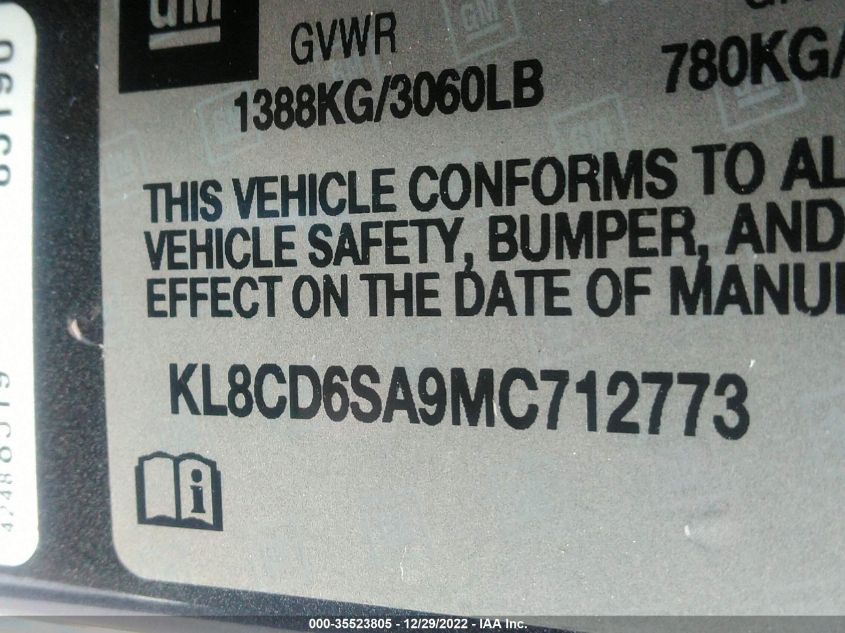 GM
GVWR
1388KG/3060LB
780KG/
THIS VEHICLE CONFORMS TO AL
VEHICLE SAFETY, BUMPER, AND
EFFECT ON THE DATE OF MANU
KL8CD6SA9MC712773
i
000-35523805 - 12/29/2022 - IAA Inc.